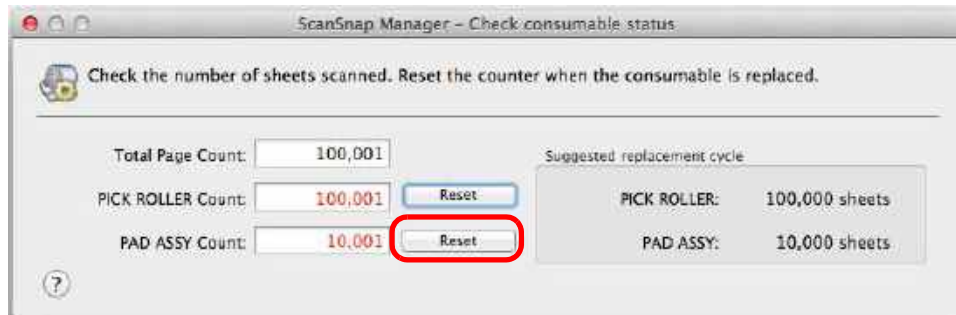 ScanSnap Manager – Check consumable status
Check the number of sheets scanned. Reset the counter when the consumable is replaced.
Total Page Count: 100,001
Suggested replacement cycle
PICK ROLLER Count: 100,001 Reset
PICK ROLLER: 100,000 sheets
PAD ASSY Count: 10,001 Reset
PAD ASSY: 10,000 sheets
?